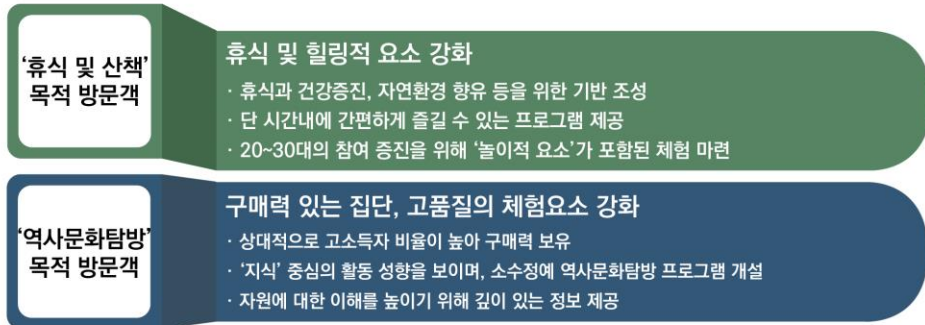 ‘휴식 및 산책’
목적 방문객
휴식 및 힐링적 요소 강화
· 휴식과 건강증진, 자연환경 향유 등을 위한 기반 조성
· 단 시간내에 간편하게 즐길 수 있는 프로그램 제공
· 20~30대의 참여 증진을 위해 ‘놀이적 요소’가 포함된 체험 마련
‘역사문화탐방’
목적 방문객
구매력 있는 집단, 고품질의 체험요소 강화
· 상대적으로 고소득자 비율이 높아 구매력 보유
· ‘지식’ 중심의 활동 성향을 보이며, 소수정예 역사문화탐방 프로그램 개설
· 자원에 대한 이해를 높이기 위해 깊이 있는 정보 제공